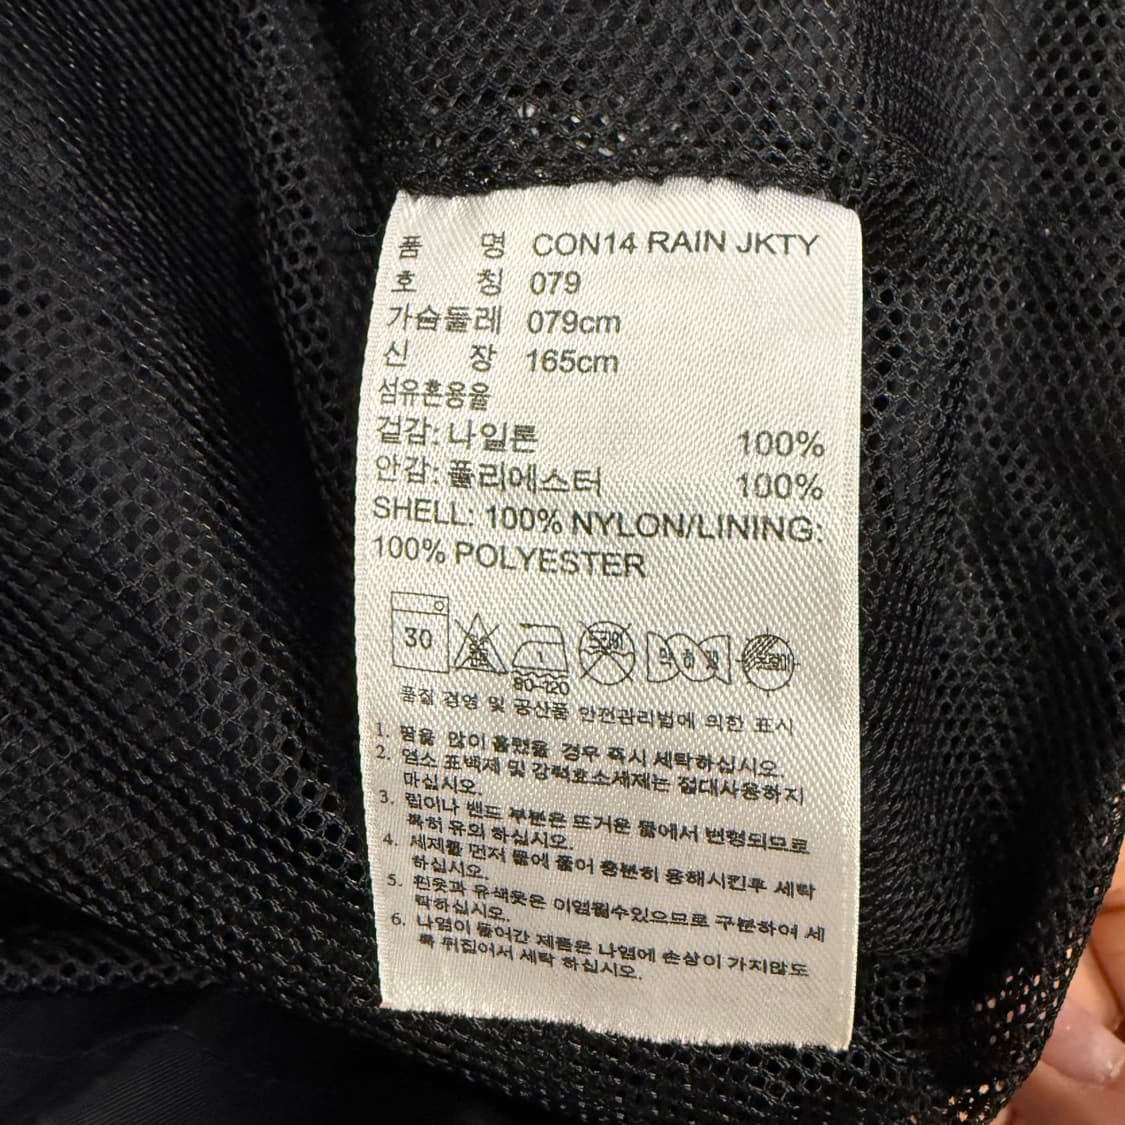 품 명 CON14 RAIN JKTY
호 칭 079
가슴둘레 079cm
신 장 165cm
섬유혼용율
겉감: 나일론 100%
안감: 폴리에스터 100%
SHELL: 100% NYLON/LINING:
100% POLYESTER
30
80-120
품질 경영 및 공산품 안전관리법에 의한 표시
1. 땀을 많이 흘렸을 경우 즉시 세탁하십시오.
2. 염소 표백제 및 강력효소세제는 절대사용하지
마십시오.
3. 립이나 밴드 부분은 뜨거운 물에서 변형되므로
특히 유의 하십시오.
4. 세제를 먼저 물에 풀어 충분히 용해시킨후 세탁
하십시오.
5. 흰옷과 유색옷은 이염될수있으므로 구분하여 세
탁하십시오.
6. 나염이 들어간 제품은 나염에 손상이 가지않도
록 뒤집어서 세탁 하십시오.